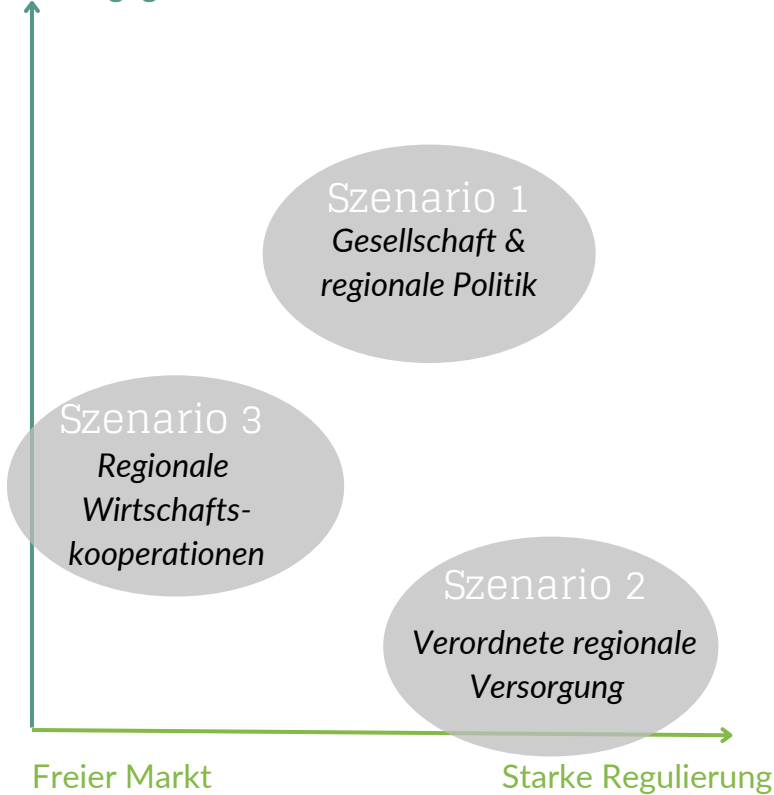 Szenario 1
Gesellschaft &
regionale Politik
Szenario 3
Regionale
Wirtschafts-
kooperationen
Szenario 2
Verordnete regionale
Versorgung
Freier Markt
Starke Regulierung